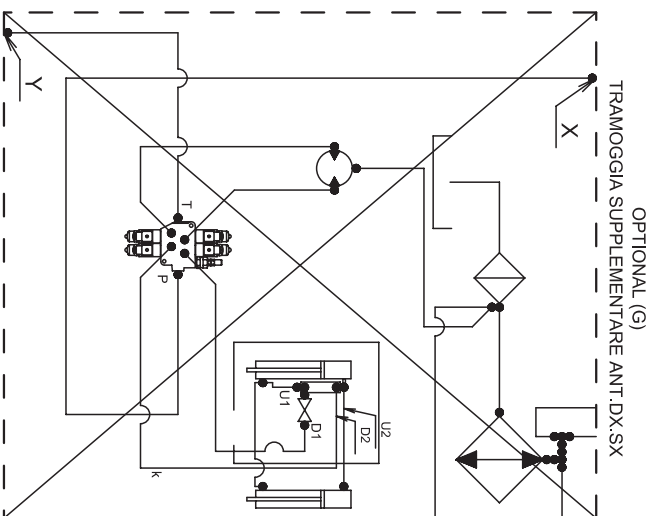 OPTIONAL (G)
TRAMOGGIA SUPPLEMENTARE ANT.DX.SX
X
Y
T
P
U1
D1
U2
D2
k